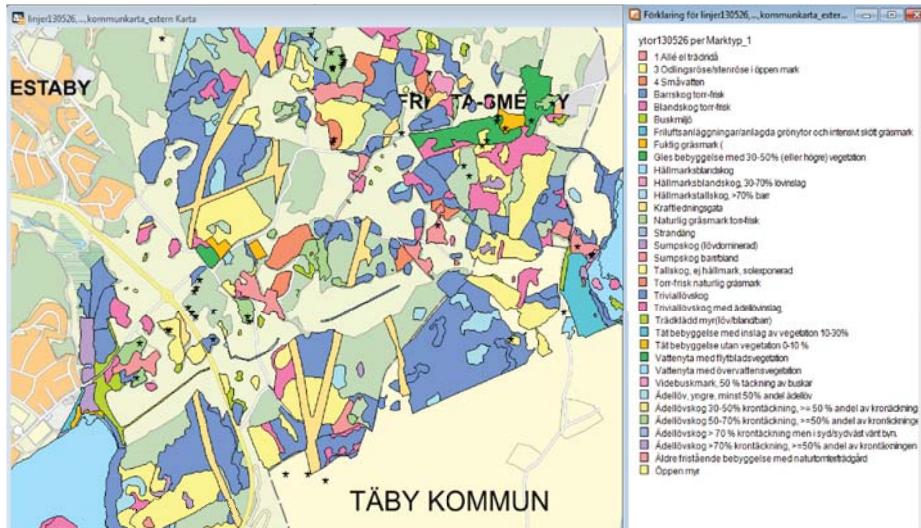 linjer130526,...,kommunkarta_extern Karta
ESTABY
TÄBY KOMMUN
Förklaring för linjer130526,...,kommunkarta_exter...
ytor130526 per Marktyp_1
1 Allé el trädridå
3 Odlingsröse/stenröse i öppen mark
4 Småvatten
Barrskog torr-frisk
Blandskog torr-frisk
Buskmiljö
Friluftsanläggningar/anlagda grönytor och intensivt skött gräsmark
Fuktig gräsmark (
Gles bebyggelse med 30-50% (eller högre) vegetation
Hällmarksblandskog
Hällmarksblandskog, 30-70% lövinslag
Hällmarkstallskog, >70% barr
Kraftledningsgata
Naturlig gräsmark torr-frisk
Strandäng
Sumpskog (lövdominerad)
Sumpskog barrbland
Tallskog, ej hällmark, solexponerad
Torr-frisk naturlig gräsmark
Triviallövskog
Triviallövskog med ädellövinslag
Trädklädd myr(löv/blandbarr)
Tät bebyggelse med inslag av vegetation 10-30%
Tät bebyggelse utan vegetation 0-10 %
Vattenyta med flytbladsvegetation
Vattenyta med övervattensvegetation
Videbuskmark, 50 % täckning av buskar
Ädellöv, yngre, minst 50% andel ädellöv
Ädellövskog 30-50% krontäckning, >= 50 % andel av krontäckninge
Ädellövskog 50-70% krontäckning, >=50% andel av krontäckninge
Ädellövskog > 70 % krontäckning men i syd/sydväst vänt bvn.
Ädellövskog >70% krontäckning, >=50% andel av krontäckningen
Äldre fristående bebyggelse med naturtomter/trädgård
Öppen myr